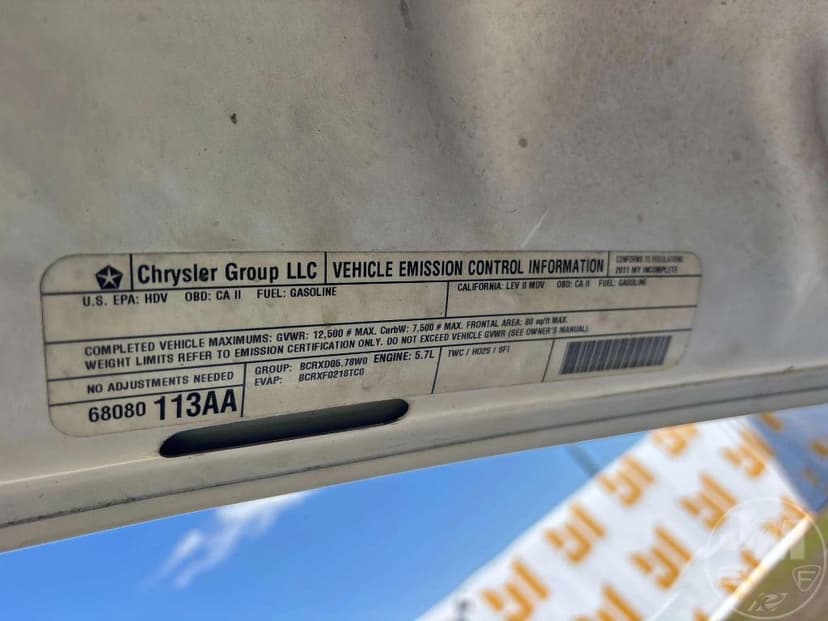 Chrysler Group LLC
VEHICLE EMISSION CONTROL INFORMATION
CONFORMS TO REGULATIONS
2011 MY INCOMPLETE
U.S. EPA: HDV OBD: CA II FUEL: GASOLINE
CALIFORNIA: LEV II MDV OBD: CA II FUEL: GASOLINE
COMPLETED VEHICLE MAXIMUMS: GVWR: 12,500 # MAX. CurbW: 7,500 # MAX. FRONTAL AREA: 80 sq/ft MAX.
WEIGHT LIMITS REFER TO EMISSION CERTIFICATION ONLY. DO NOT EXCEED VEHICLE GVWR (SEE OWNER'S MANUAL).
NO ADJUSTMENTS NEEDED
68080 113AA
GROUP: BCRXD05.78W0 ENGINE: 5.7L
EVAP: BCRXF0218TC0
TWC / HO2S / SFI